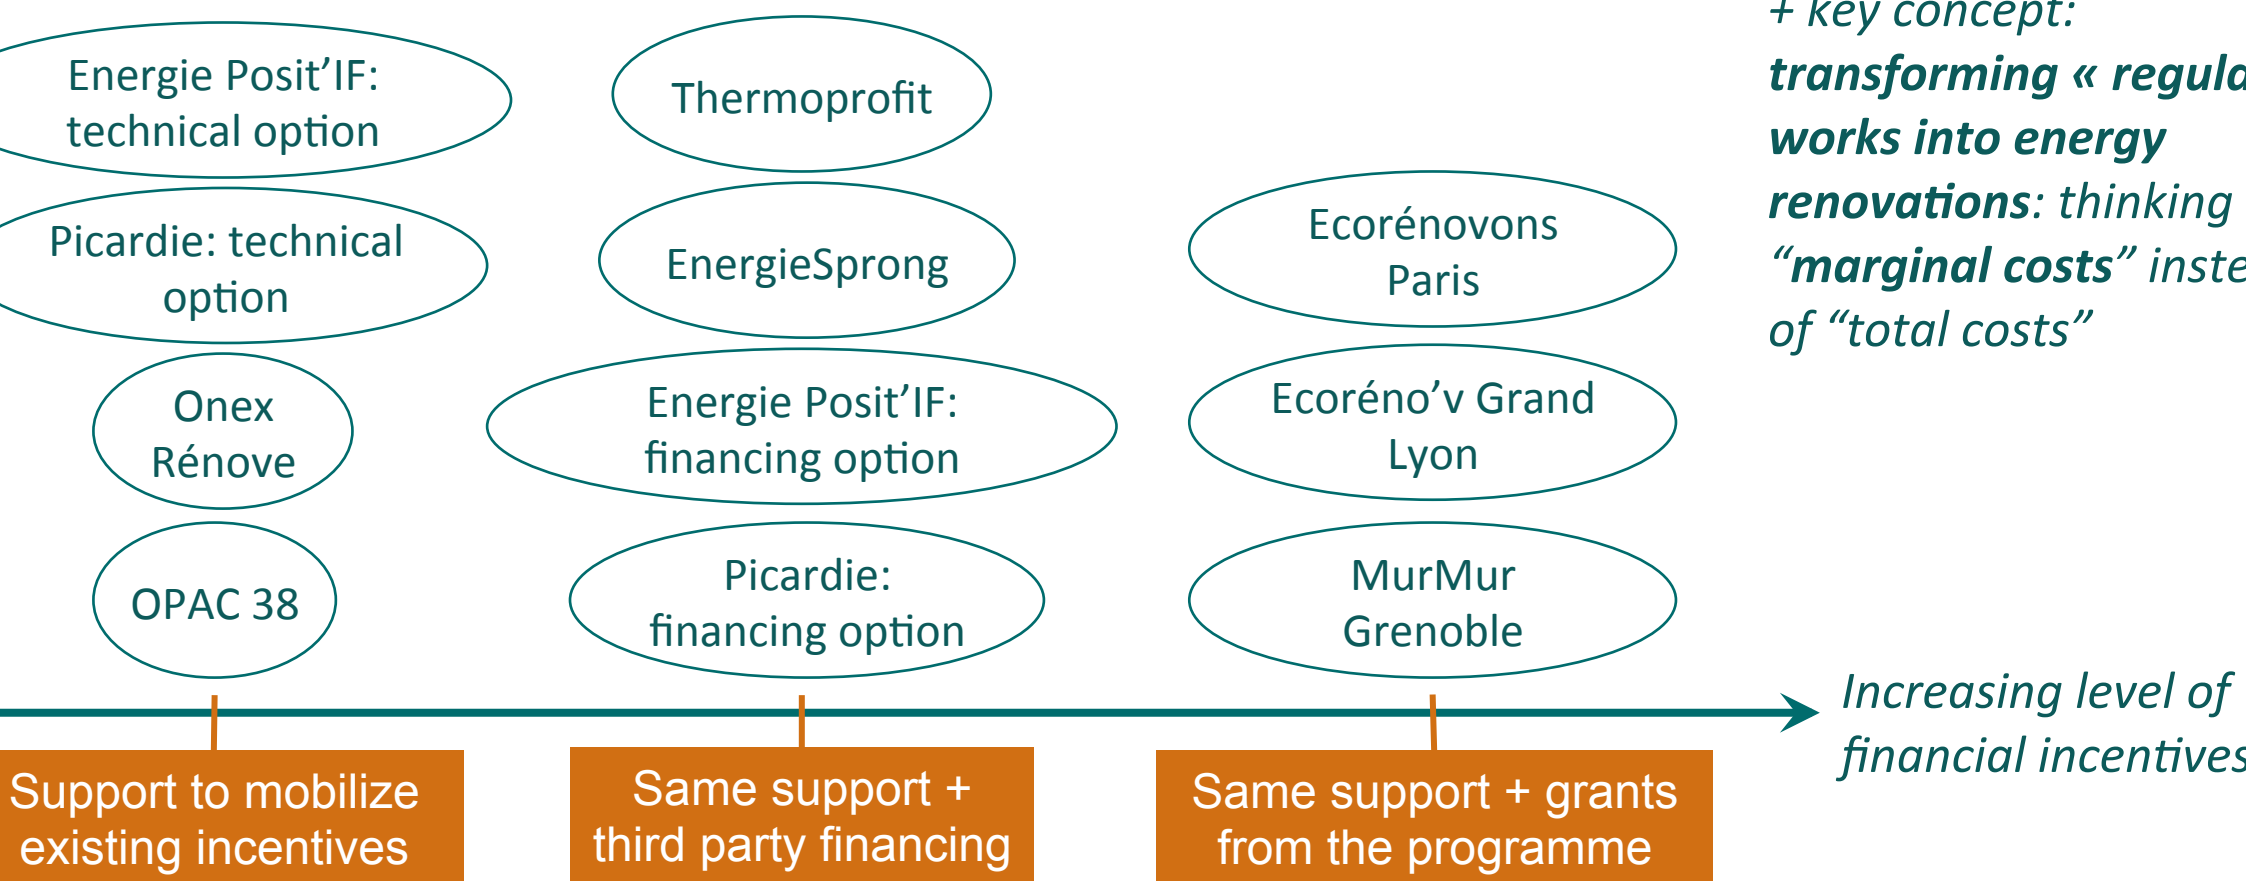 Energie Posit’IF:
technical option
Picardie: technical
option
Onex
Rénove
OPAC 38
Thermoprofit
EnergieSprong
Energie Posit’IF:
financing option
Picardie:
financing option
Ecorénovons
Paris
Ecoréno’v Grand
Lyon
MurMur
Grenoble
+ key concept:
transforming «
works into energy
renovations: thinking
“marginal costs”
of “total costs”
Increasing level of
financial incentives
Support to mobilize
existing incentives
Same support +
third party financing
Same support + grants
from the programme